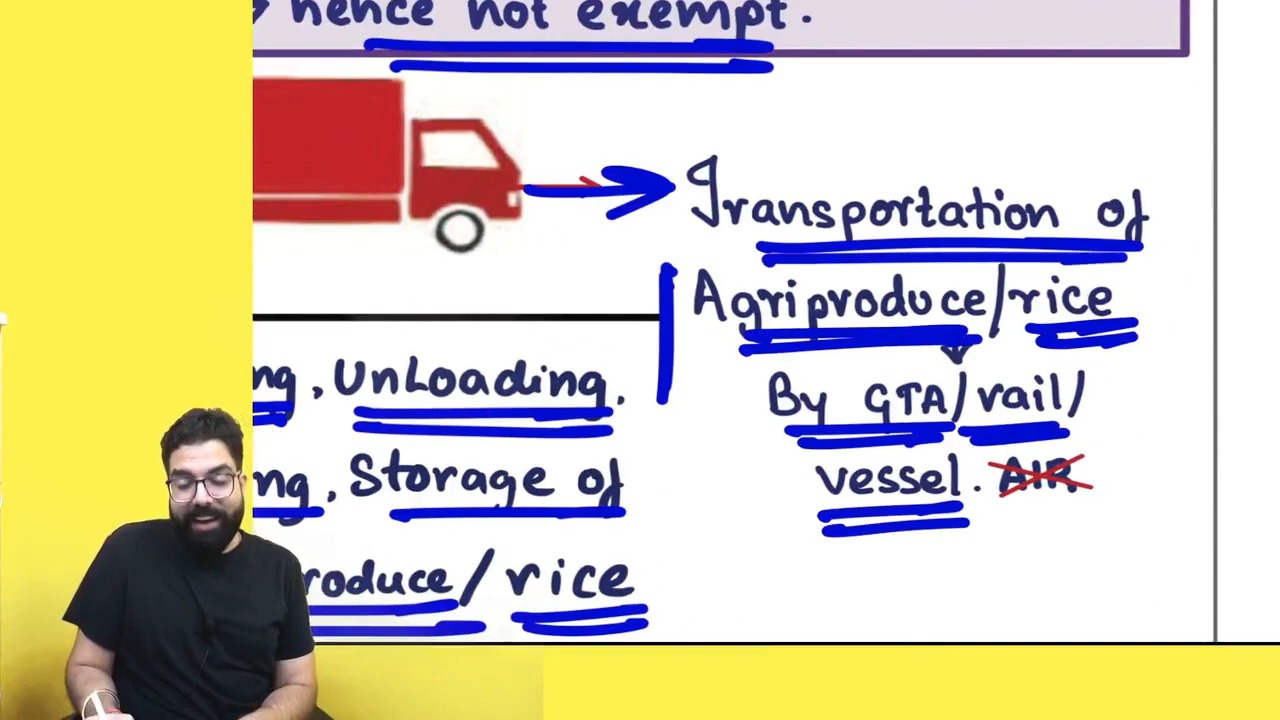 hence not exempt.
Transportation of
Agriproduce/rice
By GTA/rail/
vessel. AIR
ng, UnLoading,
ng, Storage of
roduce/rice